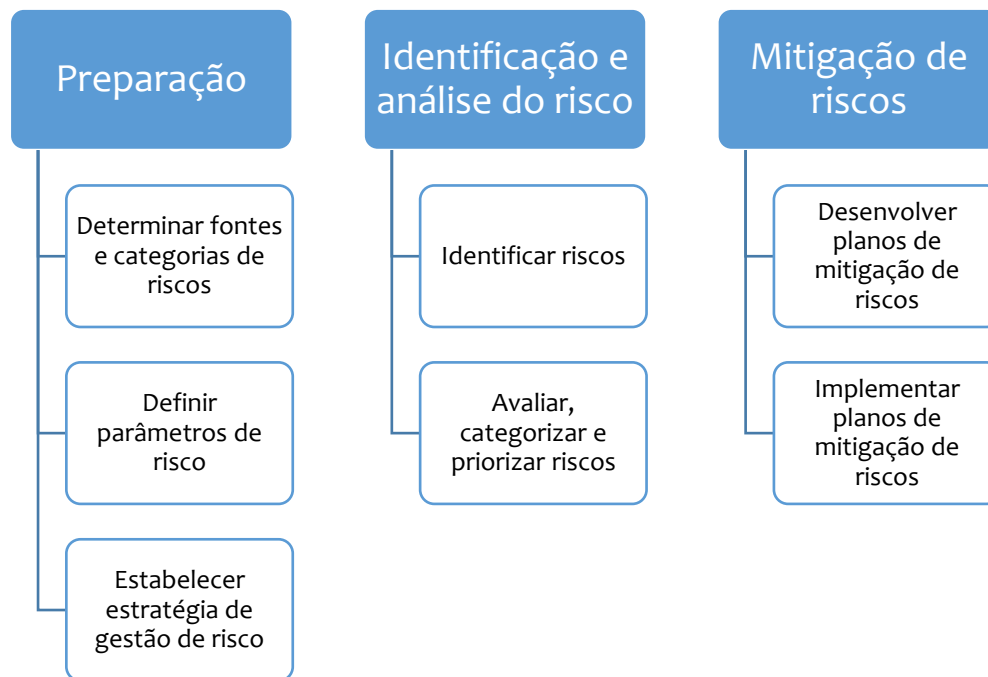 Preparação
Determinar fontes
e categorias de
riscos
Definir
parâmetros de
risco
Estabelecer
estratégia de
gestão de risco
Identificação e
análise do risco
Identificar riscos
Avaliar,
categorizar e
priorizar riscos
Mitigação de
riscos
Desenvolver
planos de
mitigação de
riscos
Implementar
planos de
mitigação de
riscos